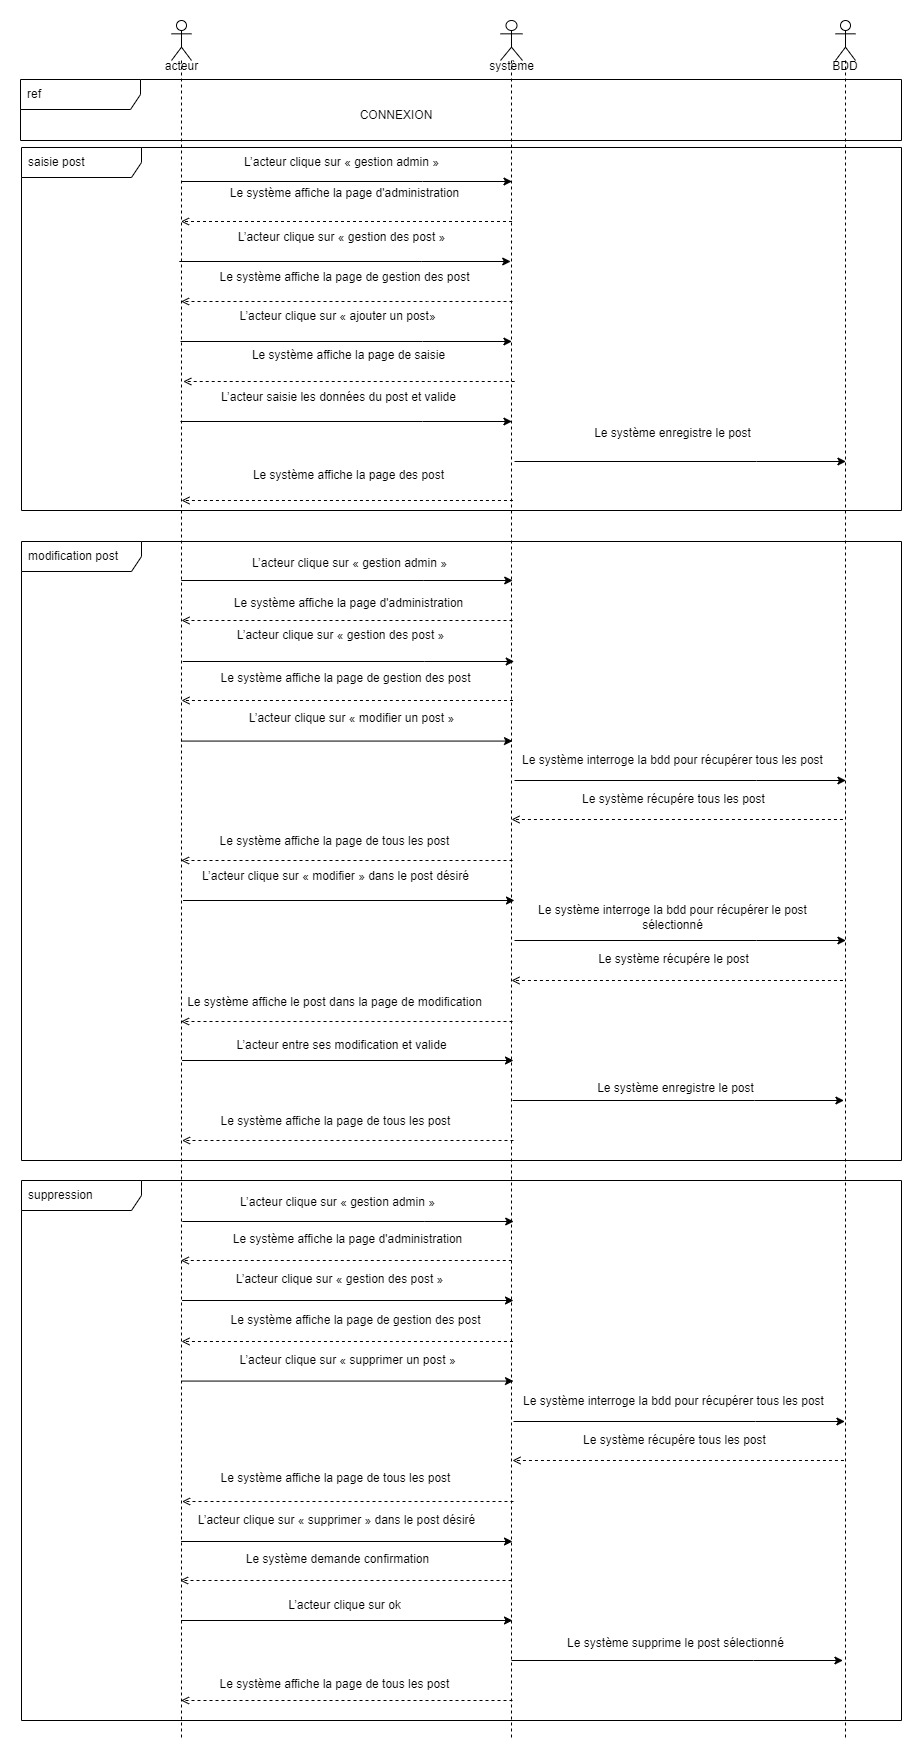 acteur système BDD
ref
CONNEXION
saisie post
L'acteur clique sur « gestion admin »
Le système affiche la page d'administration
L'acteur clique sur « gestion des post »
Le système affiche la page de gestion des post
L'acteur clique sur « ajouter un post»
Le système affiche la page de saisie
L'acteur saisie les données du post et valide
Le système enregistre le post
Le système affiche la page des post
modification post
L'acteur clique sur « gestion admin »
Le système affiche la page d'administration
L'acteur clique sur « gestion des post »
Le système affiche la page de gestion des post
L'acteur clique sur « modifier un post »
Le système interroge la bdd pour récupérer tous les post
Le système récupére tous les post
Le système affiche la page de tous les post
L'acteur clique sur « modifier » dans le post désiré
Le système interroge la bdd pour récupérer le post
sélectionné
Le système récupére le post
Le système affiche le post dans la page de modification
L'acteur entre ses modification et valide
Le système enregistre le post
Le système affiche la page de tous les post
suppression
L'acteur clique sur « gestion admin »
Le système affiche la page d'administration
L'acteur clique sur « gestion des post »
Le système affiche la page de gestion des post
L'acteur clique sur « supprimer un post »
Le système interroge la bdd pour récupérer tous les post
Le système récupére tous les post
Le système affiche la page de tous les post
L'acteur clique sur « supprimer » dans le post désiré
Le système demande confirmation
L'acteur clique sur ok
Le système supprime le post sélectionné
Le système affiche la page de tous les post